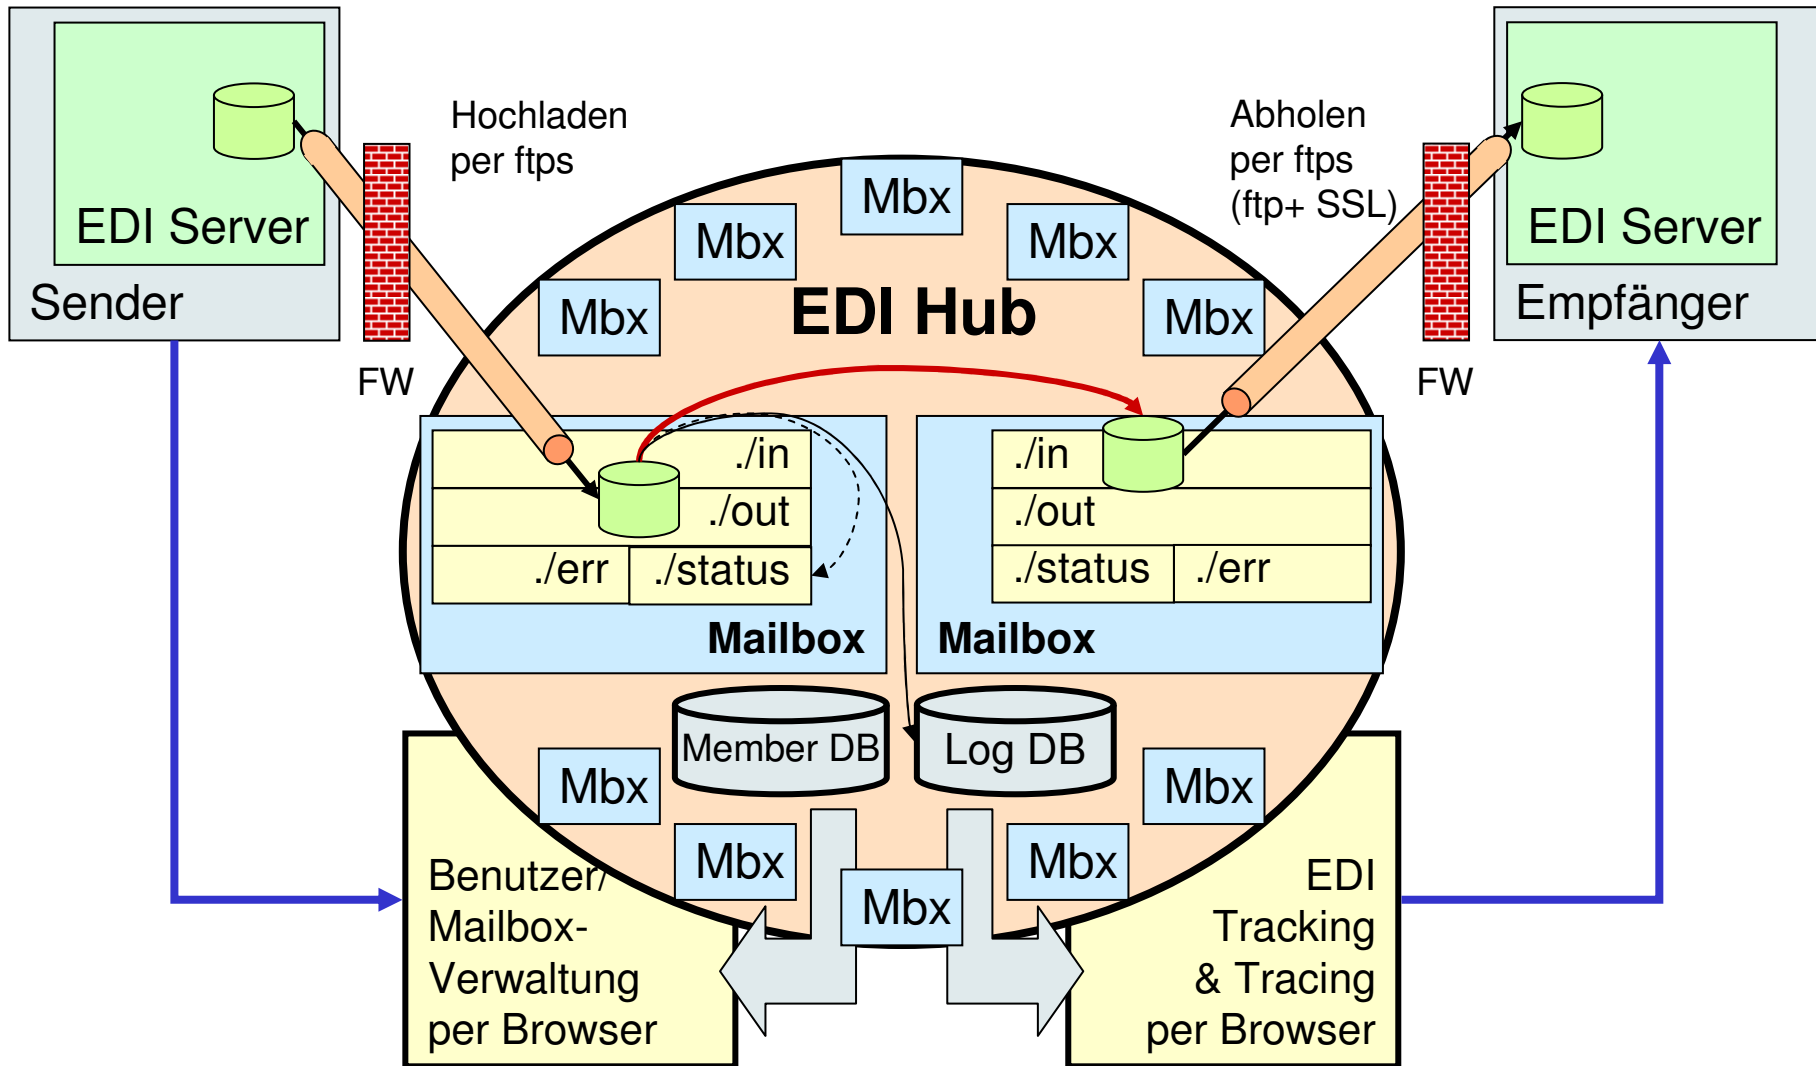 Hochladen
per ftps
Abholen
per ftps
(ftp+ SSL)
EDI Server
Sender
FW
EDI Server
Empfänger
FW
Mbx
Mbx
Mbx
Mbx
Mbx
EDI Hub
./in
./out
./err
./status
Mailbox
./in
./out
./status
./err
Mailbox
Member DB
Log DB
Mbx
Mbx
Mbx
Mbx
Mbx
Benutzer/
Mailbox-
Verwaltung
per Browser
EDI
Tracking
& Tracing
per Browser